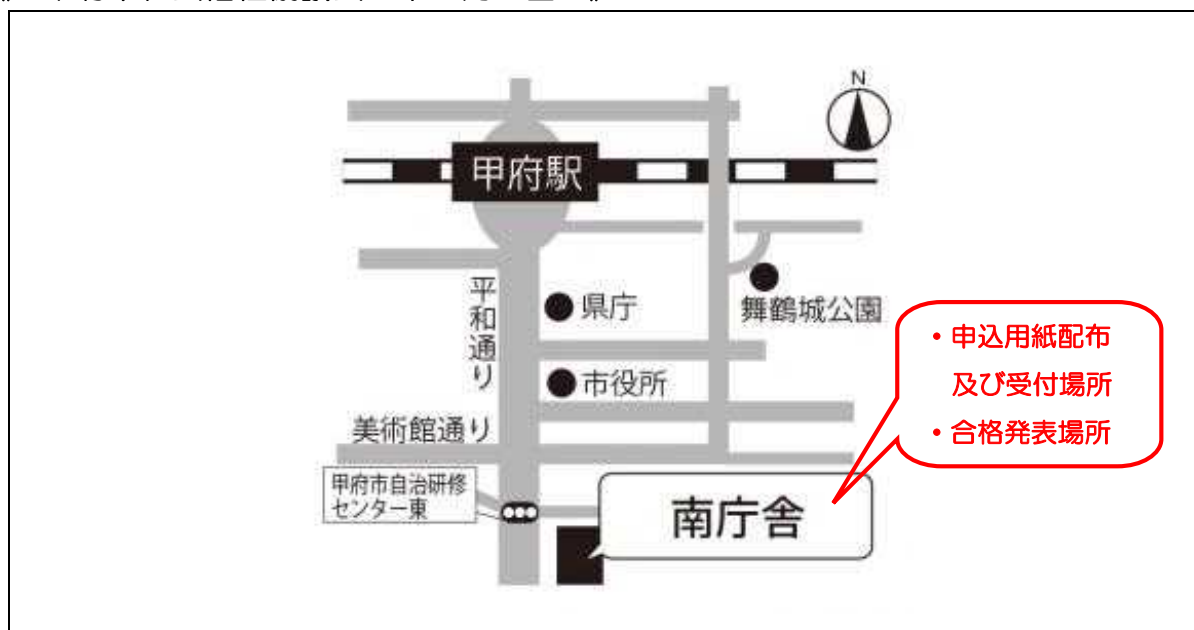 N
甲府駅
平和通り
県庁
舞鶴城公園
市役所
美術館通り
甲府市自治研修
センター東
南庁舎
・申込用紙配布
及び受付場所
・合格発表場所